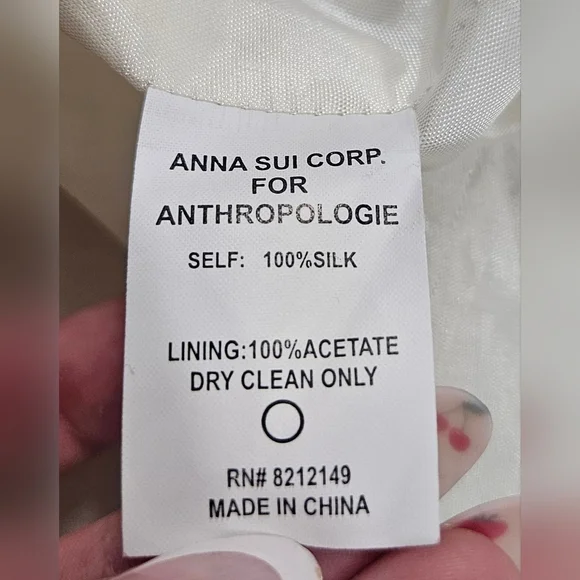 ANNA SUI CORP.
FOR
ANTHROPOLOGIE
SELF: 100%SILK
LINING:100%ACETATE
DRY CLEAN ONLY
RN# 8212149
MADE IN CHINA